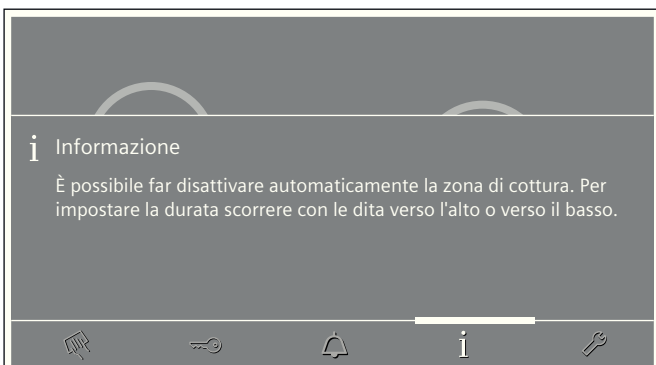 i Informazione
È possibile far disattivare automaticamente la zona di cottura. Per
impostare la durata scorrere con le dita verso l'alto o verso il basso.
i